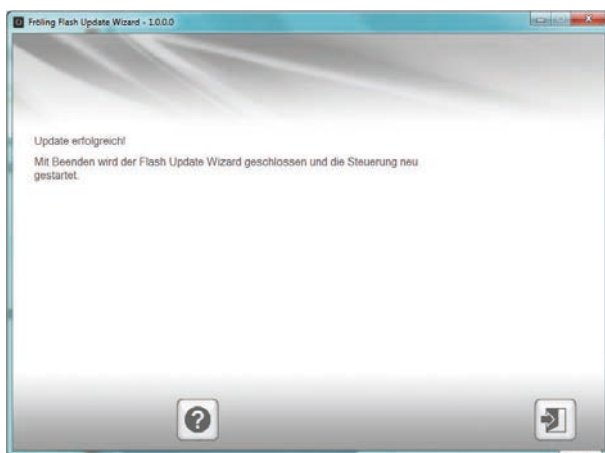 Fröling Flash Update Wizard - 1.0.0.0
Update erfolgreich!
Mit Beenden wird der Flash Update Wizard geschlossen und die Steuerung neu
gestartet.